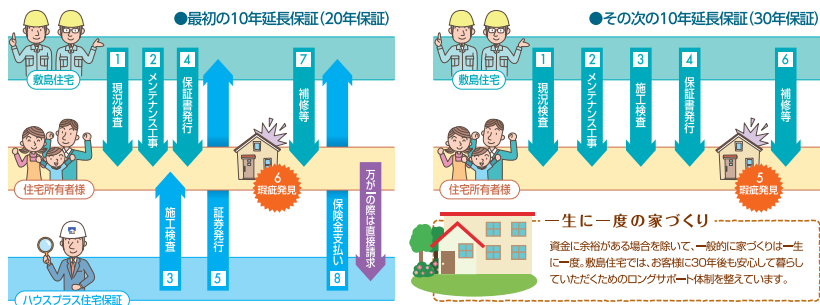 ●最初の10年延長保証(20年保証)
敷島住宅
1 現況検査
2 メンテナンス工事
4 保証書発行
7 補修等
住宅所有者様
6
瑕疵発見
万が一の際は直接請求
3 施工検査
5 証券発行
8 保険金支払い
ハウスプラス住宅保証
●その次の10年延長保証(30年保証)
敷島住宅
1 現況検査
2 メンテナンス工事
3 施工検査
4 保証書発行
6 補修等
住宅所有者様
5
瑕疵発見
一生に一度の家づくり
資金に余裕がある場合を除いて、一般的に家づくりは一生
に一度。敷島住宅では、お客様に30年後も安心して暮らし
ていただくためのロングサポート体制を整えています。